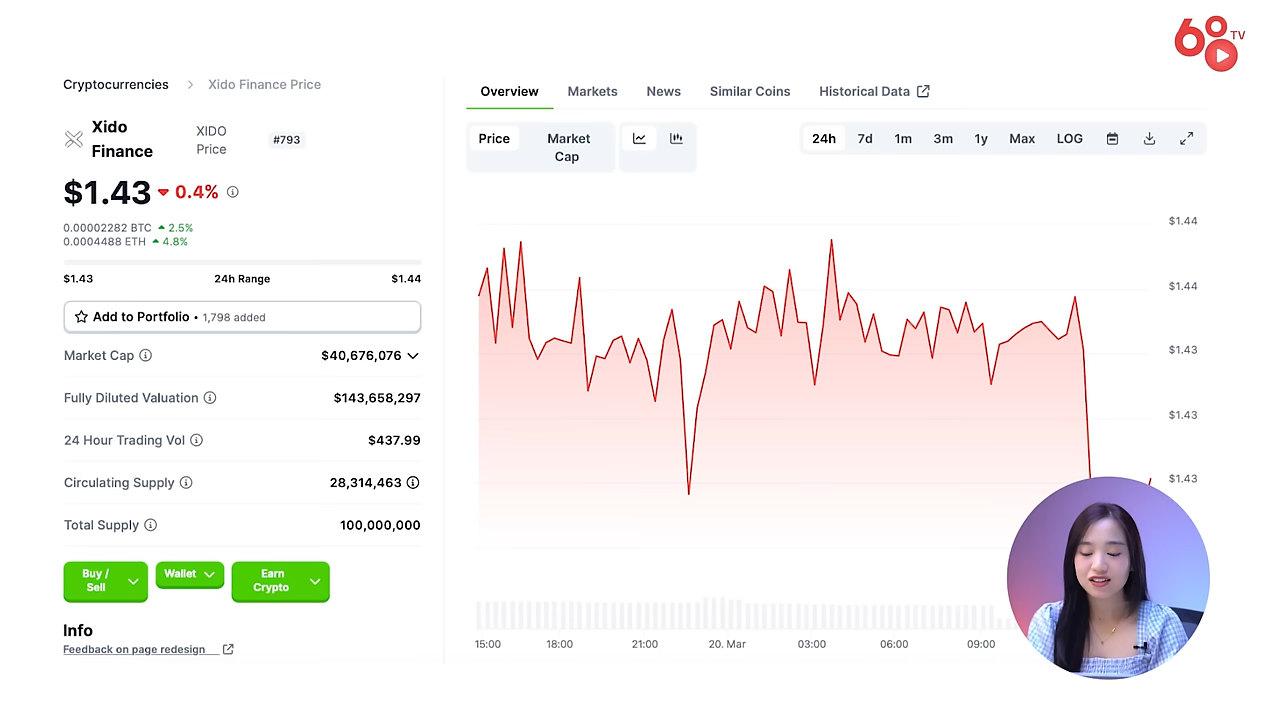 68 TV
Cryptocurrencies > Xido Finance Price
Xido
Finance
XIDO
Price
#793
$1.43 0.4%
0.00002282 BTC 2.5%
0.0004488 ETH 4.8%
$1.43 24h Range $1.44
Add to Portfolio • 1,798 added
Market Cap $40,676,076
Fully Diluted Valuation $143,658,297
24 Hour Trading Vol $437.99
Circulating Supply 28,314,463
Total Supply 100,000,000
Buy /
Sell
Wallet
Earn
Crypto
Info
Feedback on page redesign
Overview Markets News Similar Coins Historical Data
Price
Market
Cap
24h 7d 1m 3m 1y Max LOG
$1.44
$1.44
$1.43
$1.43
$1.43
15:00 18:00 21:00 20. Mar 03:00 06:00 09:00